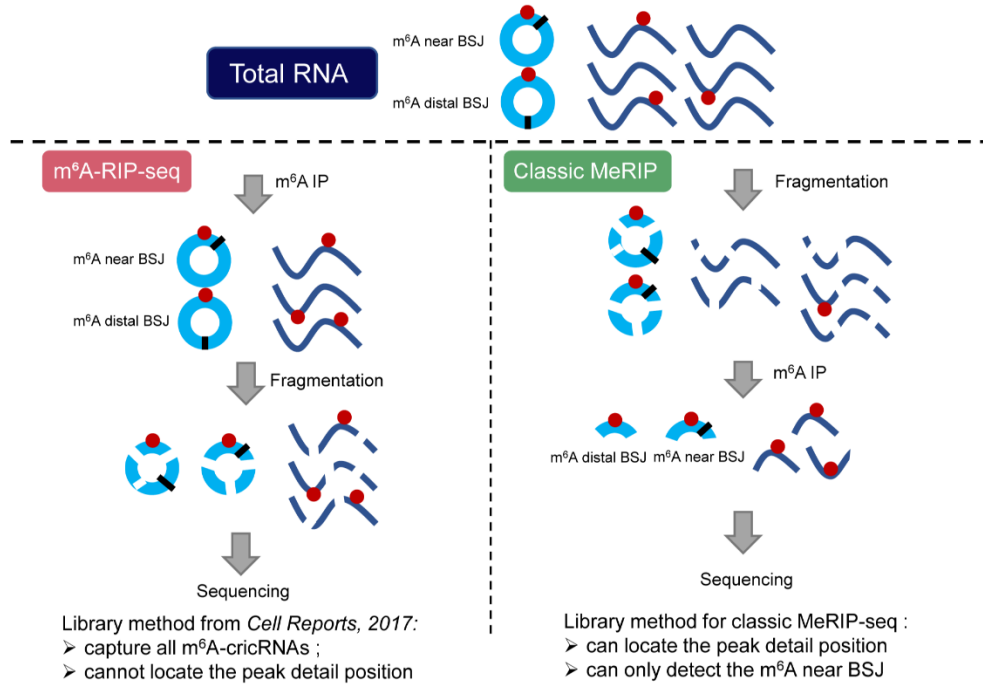 Total RNA
m⁶A near BSJ
m⁶A distal BSJ
m⁶A-RIP-seq
m⁶A IP
m⁶A near BSJ
m⁶A distal BSJ
Fragmentation
Sequencing
Library method from Cell Reports, 2017:
➢ capture all m⁶A-cricRNAs ;
➢ cannot locate the peak detail position
Classic MeRIP
Fragmentation
m⁶A IP
m⁶A distal BSJ
m⁶A near BSJ
Sequencing
Library method for classic MeRIP-seq :
➢ can locate the peak detail position
➢ can only detect the m⁶A near BSJ